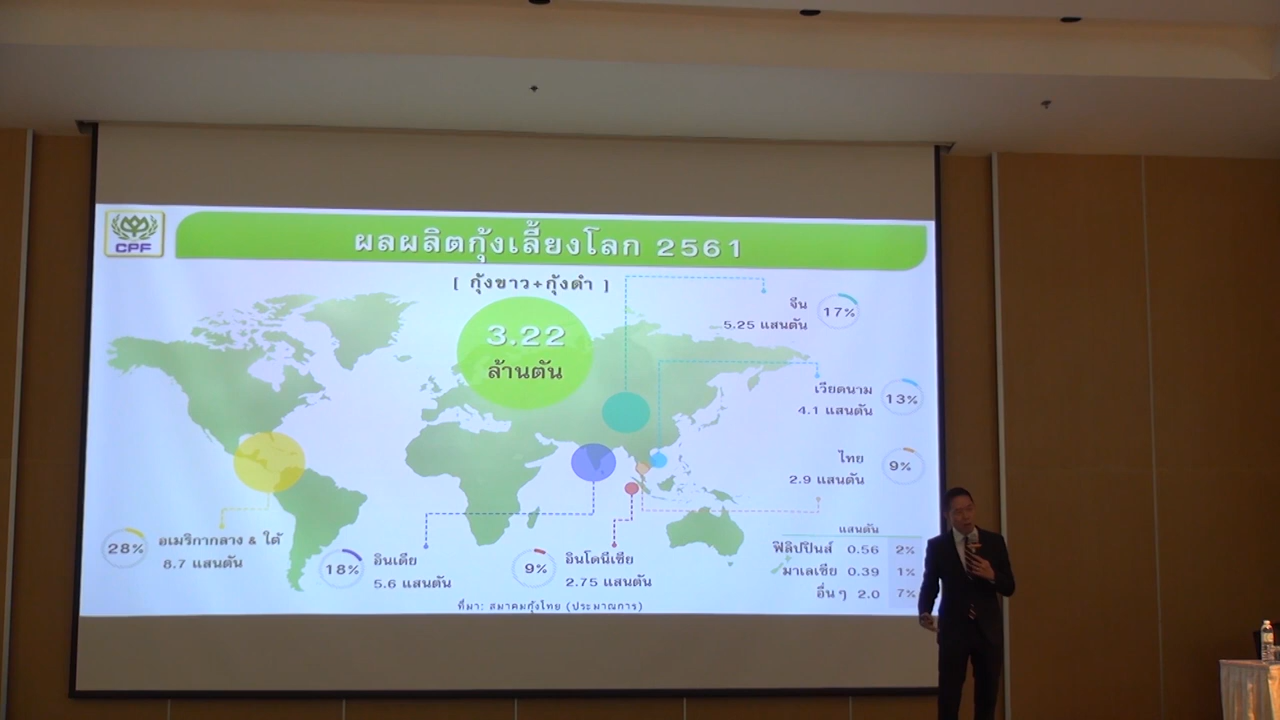 CPF
ผลผลิตกุ้งเลี้ยงโลก 2561
[ กุ้งขาว+กุ้งดำ ]
3.22
ล้านตัน
จีน
5.25 แสนตัน
17%
เวียดนาม
4.1 แสนตัน
13%
ไทย
2.9 แสนตัน
9%
28%
อเมริกากลาง & ใต้
8.7 แสนตัน
18%
อินเดีย
5.6 แสนตัน
9%
อินโดนีเซีย
2.75 แสนตัน
แสนตัน
ฟิลิปปินส์ 0.56 2%
มาเลเซีย 0.39 1%
อื่นๆ 2.0 7%
ที่มา: สมาคมกุ้งไทย (ประมาณการ)